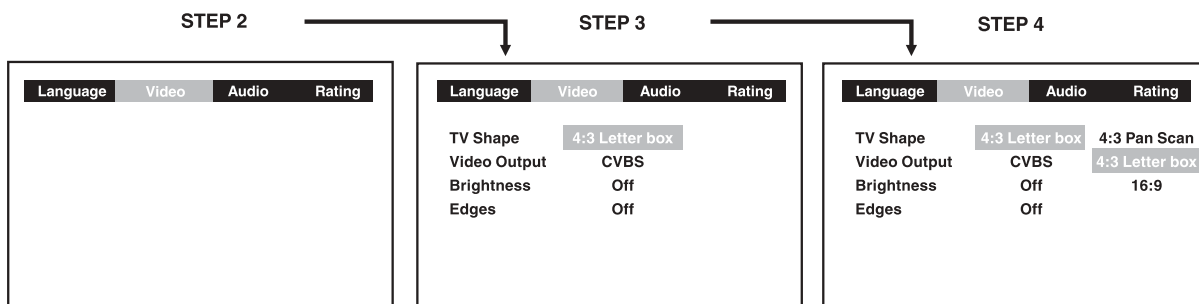 STEP 2 STEP 3 STEP 4
Language Video Audio Rating
Language Video Audio Rating
TV Shape 4:3 Letter box
Video Output CVBS
Brightness Off
Edges Off
Language Video Audio Rating
TV Shape 4:3 Letter box 4:3 Pan Scan
Video Output CVBS 4:3 Letter box
Brightness Off 16:9
Edges Off